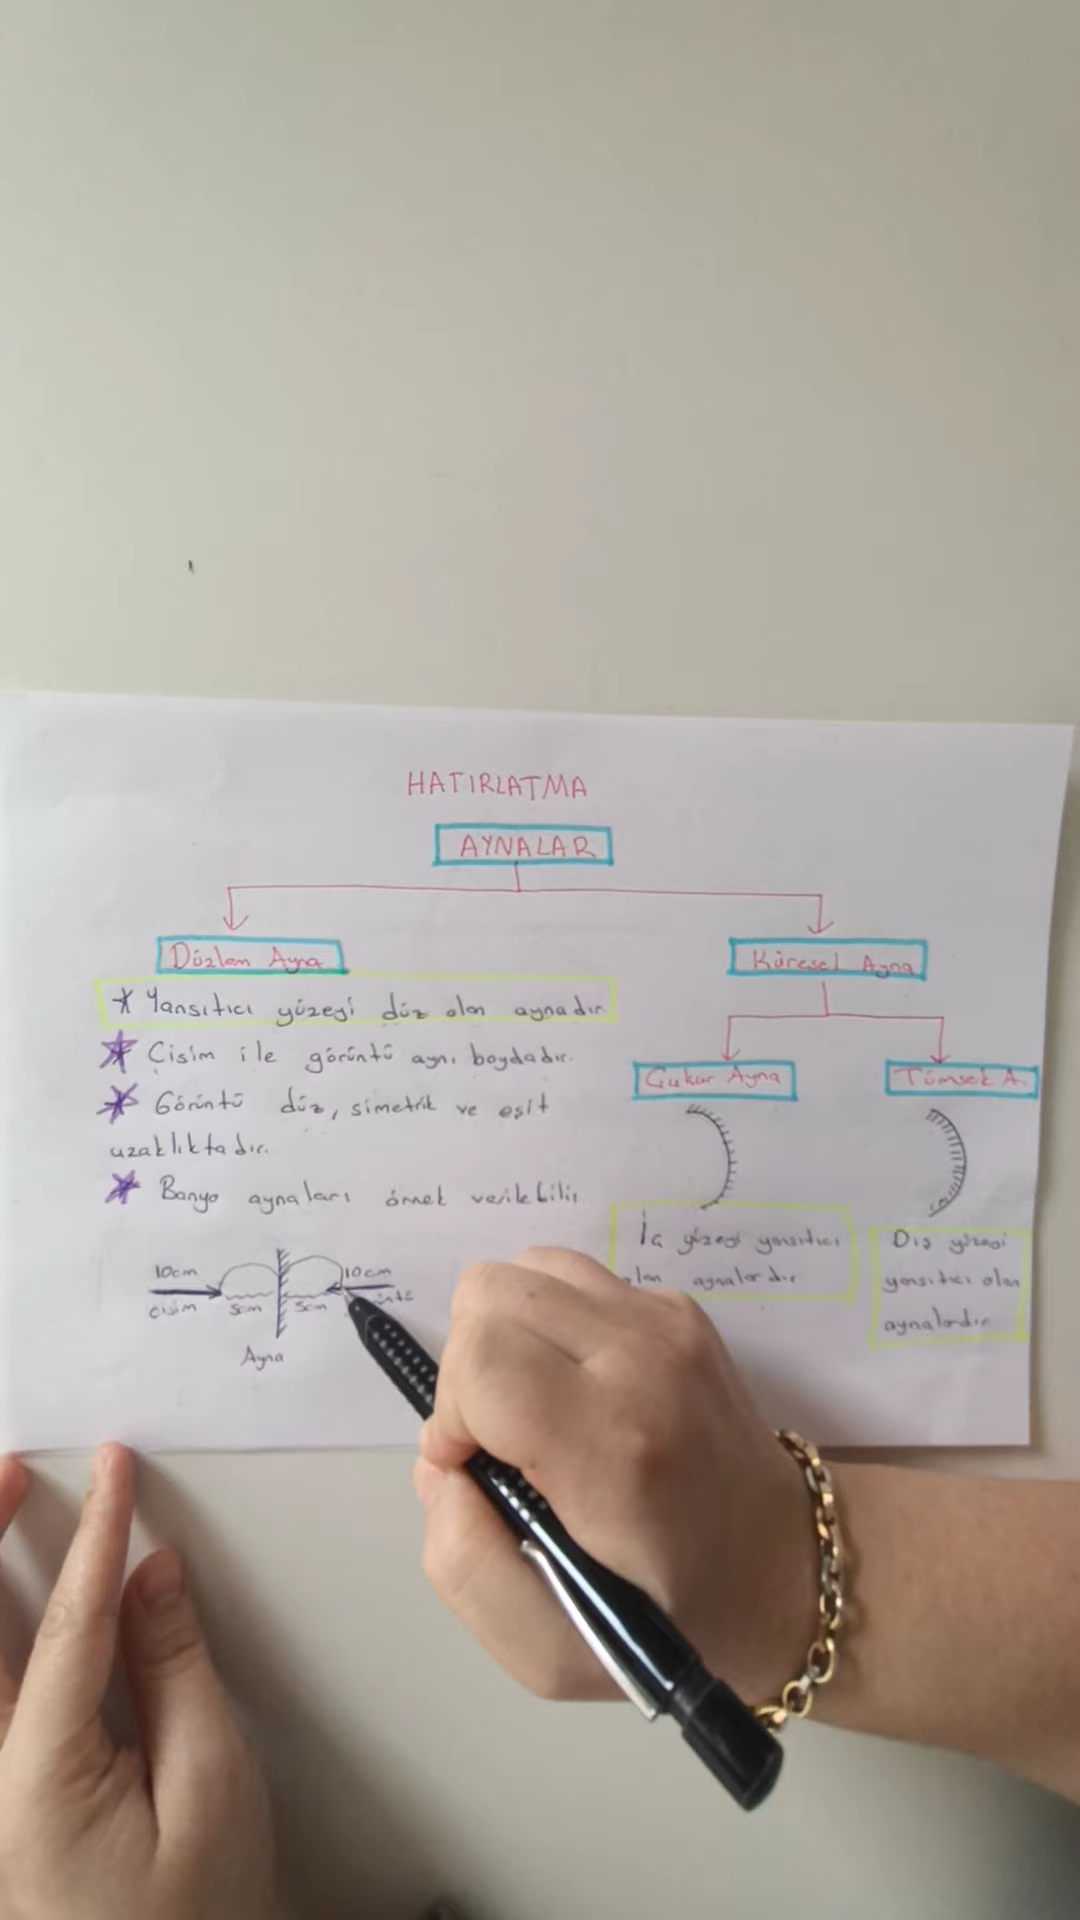 HATIRLATMA
AYNALAR
Düzlem Ayna
* Yansıtıcı yüzeyi düz olan aynadır
* Cisim ile görüntü aynı boydadır.
* Görüntü düz, simetrik ve eşit
uzaklıktadır.
* Banyo aynaları örnek verilebilir
10cm
cisim
5cm
5cm
10cm
Ayna
Küresel Ayna
Çukur Ayna
İç yüzeyi yansıtıcı
olan aynalardır
Tümsek A.
Dış yüzeyi
yansıtıcı olan
aynalardır